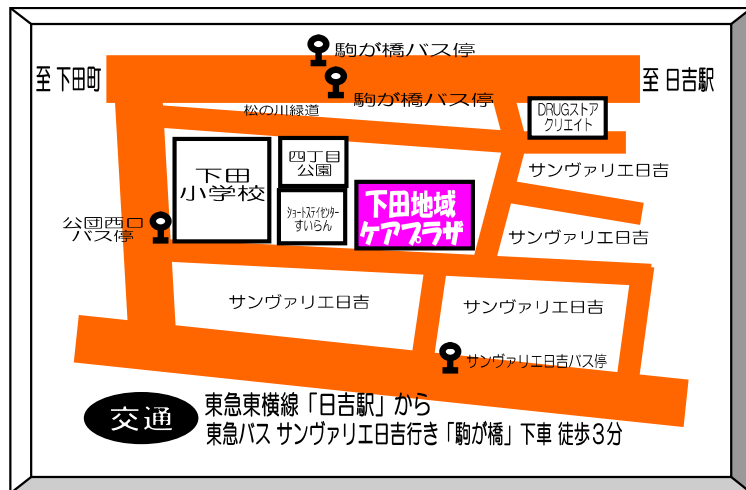 駒が橋バス停
至 下田町
至 日吉駅
駒が橋バス停
松の川緑道
DRUGストア
クリエイト
四丁目
公園
下田
小学校
サンヴァリエ日吉
ショートステイセンター
すいらん
下田地域
ケアプラザ
公団西口
バス停
サンヴァリエ日吉
サンヴァリエ日吉
サンヴァリエ日吉
サンヴァリエ日吉バス停
交通
東急東横線「日吉駅」から
東急バス サンヴァリエ日吉行き「駒が橋」下車 徒歩3分